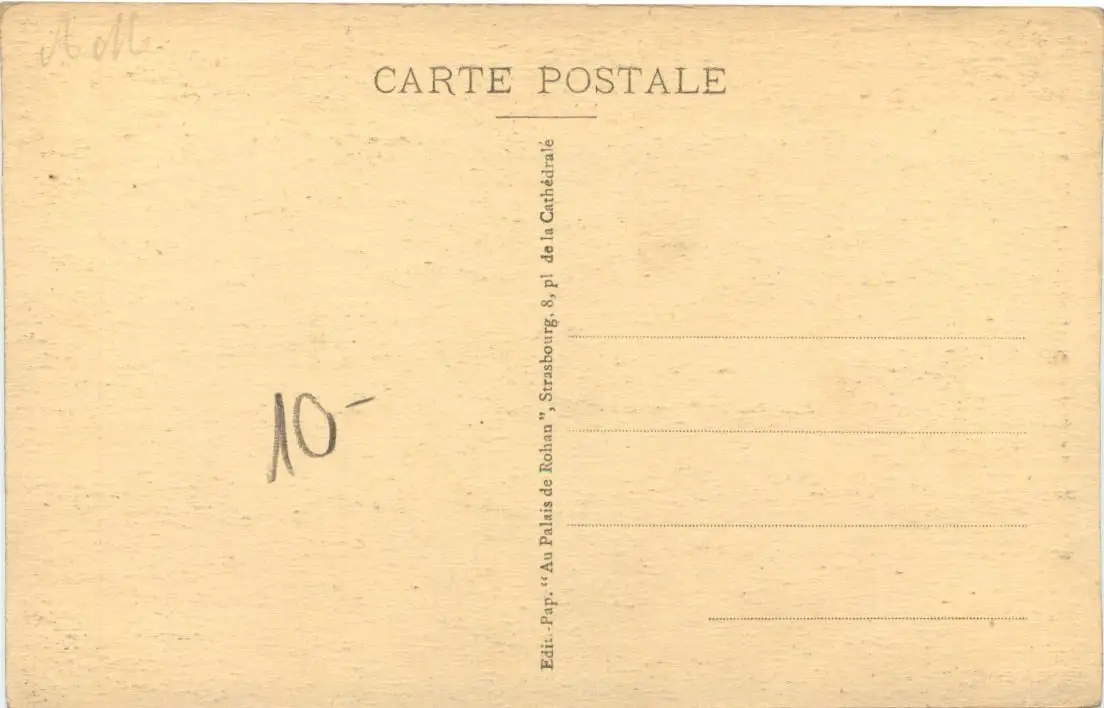 CARTE POSTALE
Edit.-Pap. “Au Palais de Rohan”, Strasbourg, 8, pl de la Cathédrale
10-